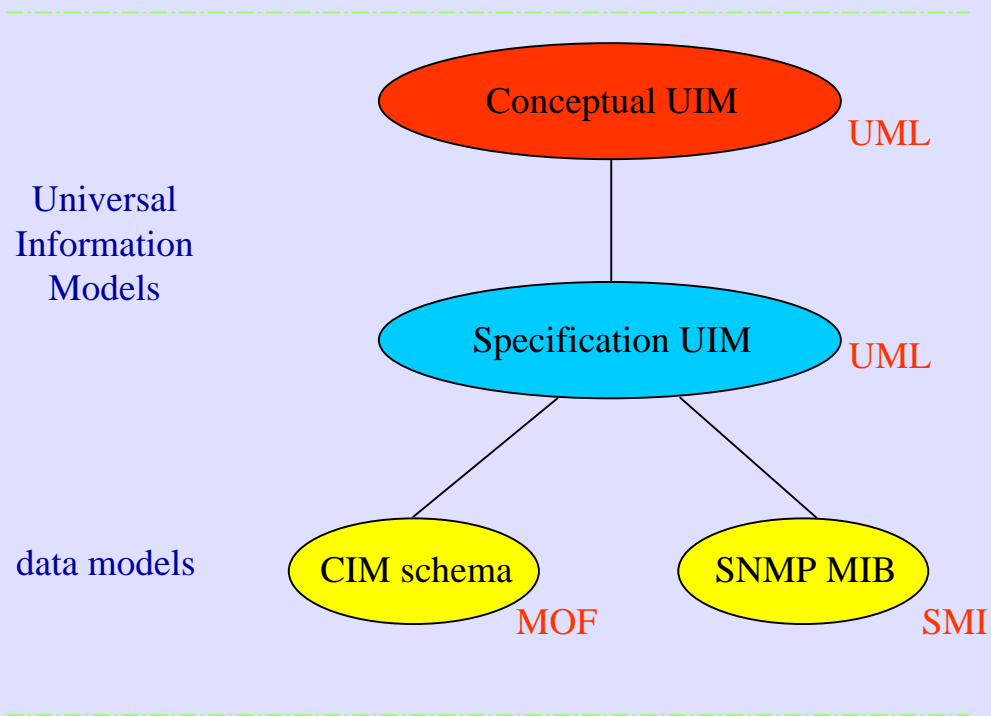 Conceptual UIM
UML
Universal
Information
Models
Specification UIM
UML
data models
CIM schema
SNMP MIB
MOF
SMI